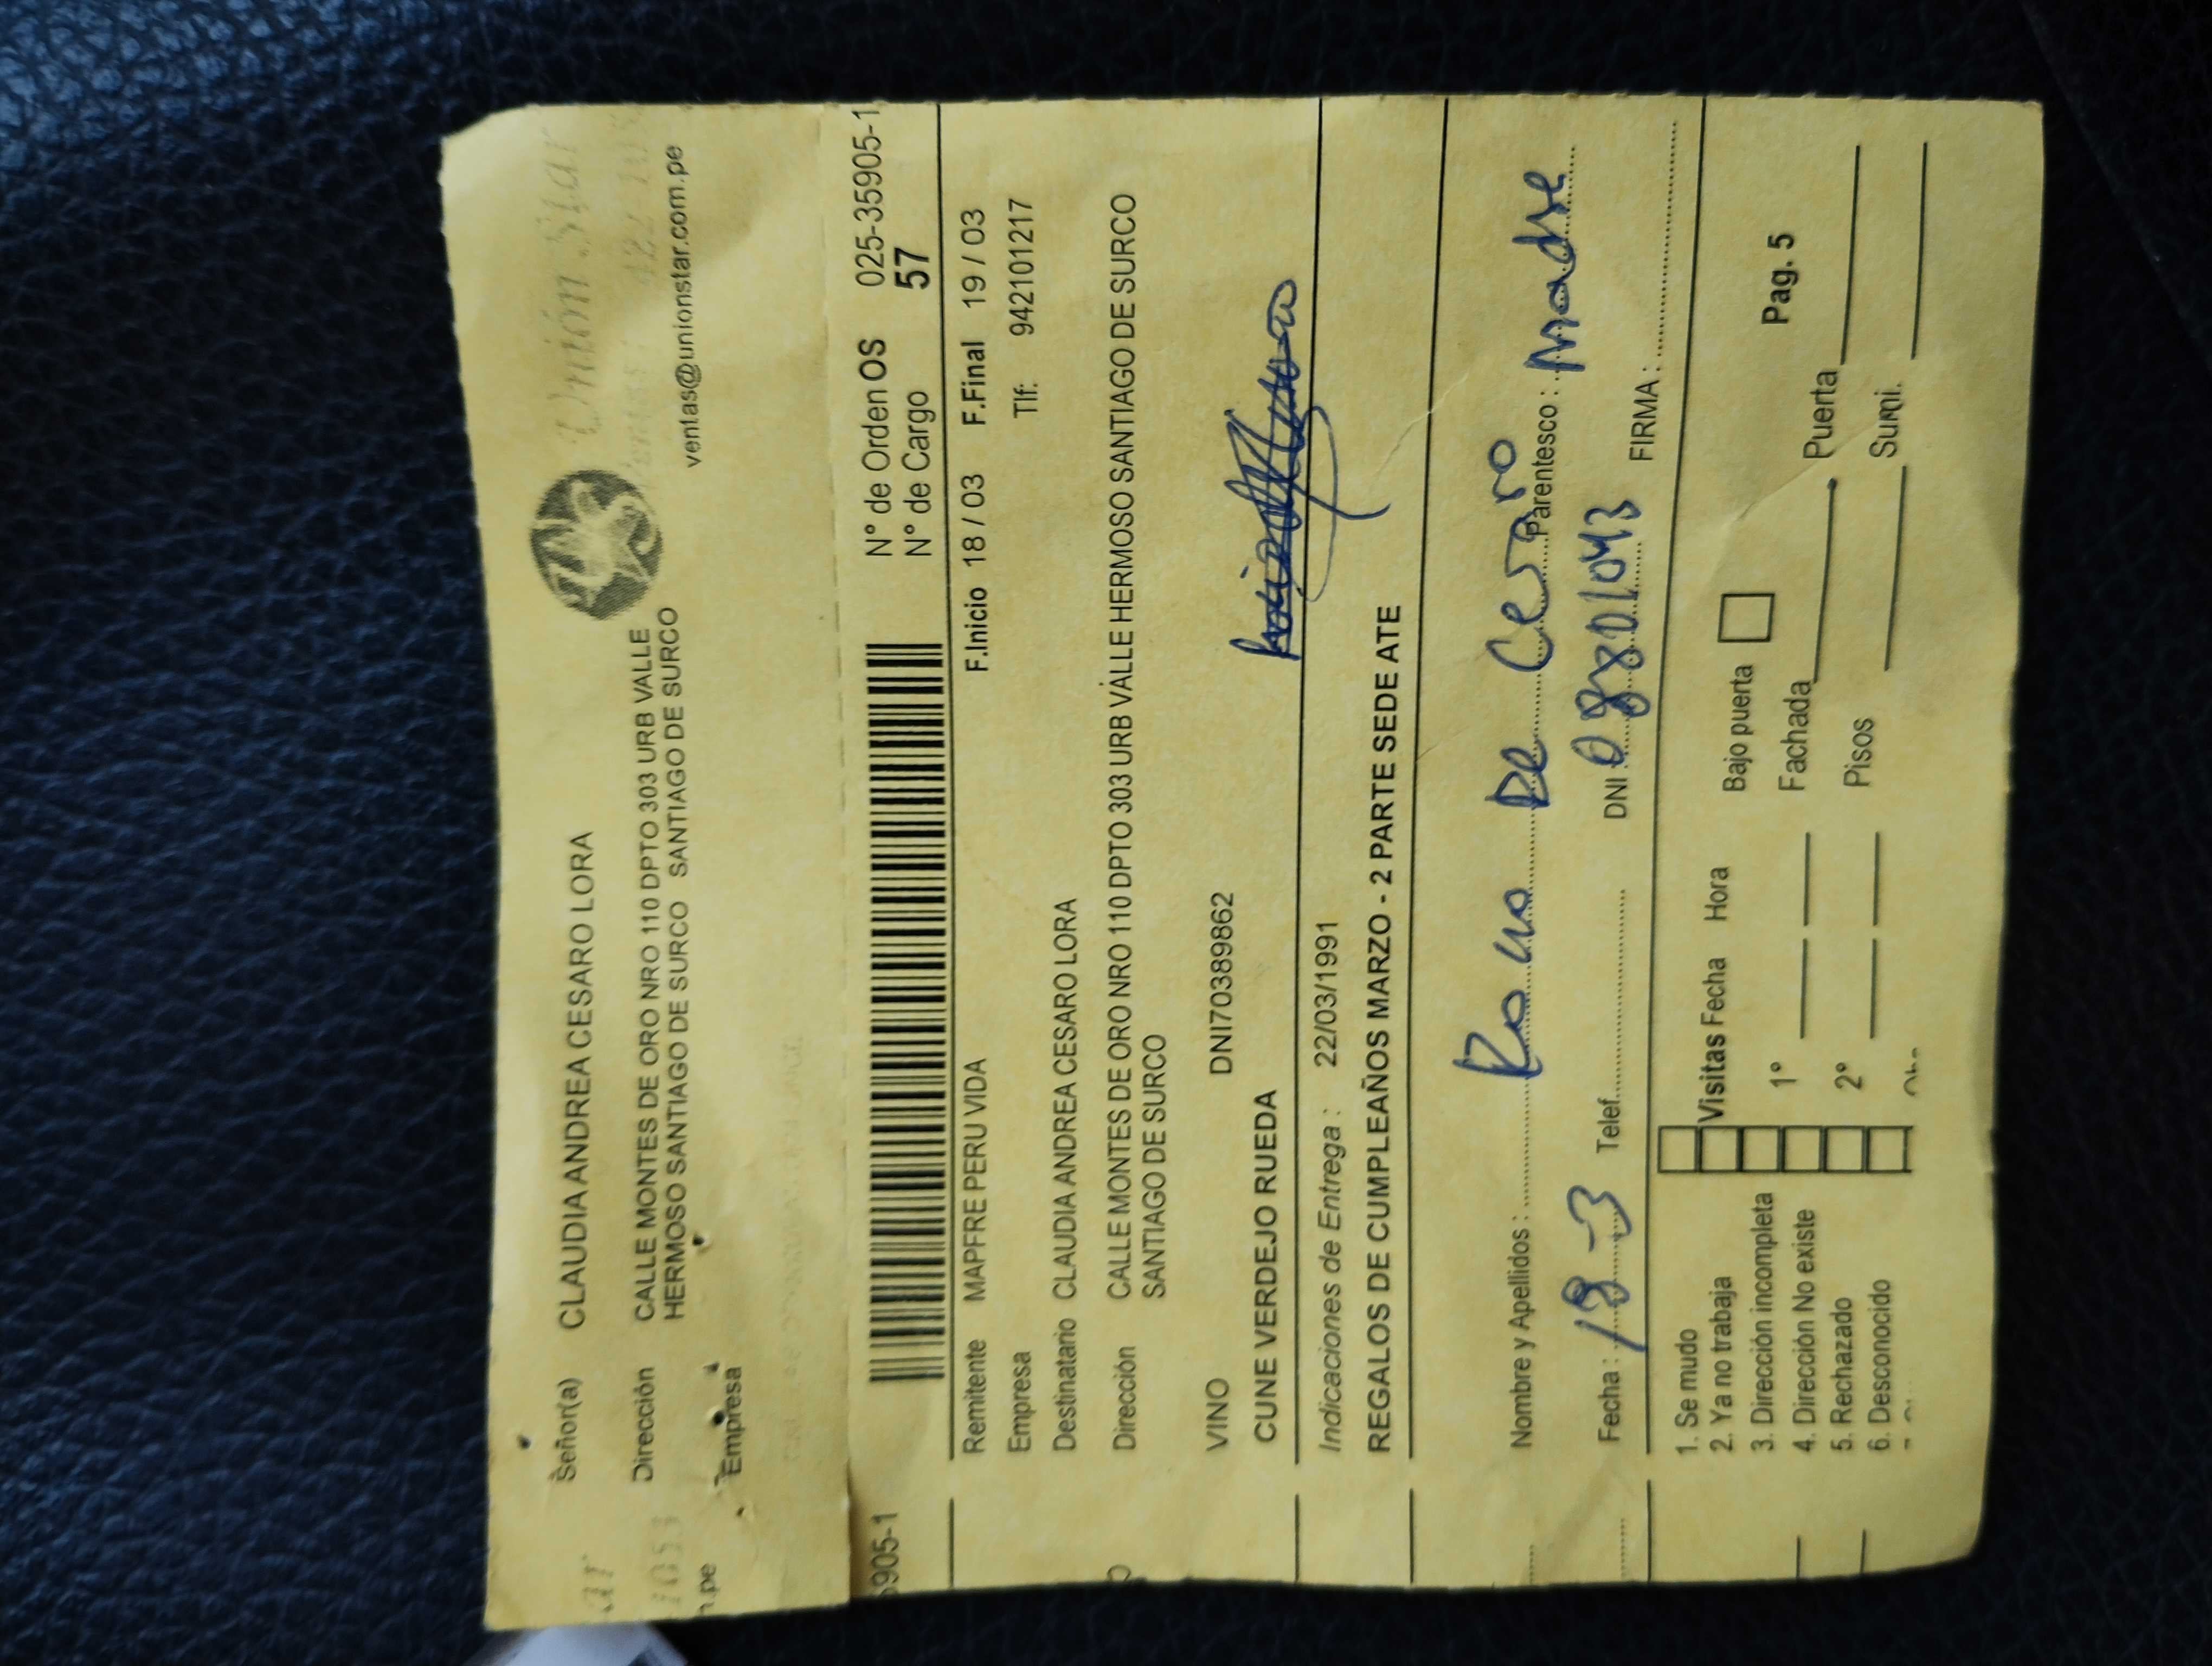 Unión Star
ventas@unionstar.com.pe
Señor(a) CLAUDIA ANDREA CESARO LORA
Dirección CALLE MONTES DE ORO NRO 110 DPTO 303 URB VALLE
HERMOSO SANTIAGO DE SURCO SANTIAGO DE SURCO
Empresa
n.pe
5905-1
N° de Orden OS 025-35905-1
N° de Cargo 57
Remitente MAPFRE PERU VIDA F.Inicio 18 / 03 F.Final 19 / 03
Empresa Tlf: 942101217
Destinatario CLAUDIA ANDREA CESARO LORA
Dirección CALLE MONTES DE ORO NRO 110 DPTO 303 URB VALLE HERMOSO SANTIAGO DE SURCO
SANTIAGO DE SURCO
VINO DNI70389862
CUNE VERDEJO RUEDA
Indicaciones de Entrega : 22/03/1991
REGALOS DE CUMPLEAÑOS MARZO - 2 PARTE SEDE ATE
Nombre y Apellidos : De Cesaro Parentesco : Madre
Fecha : 18-3 Telef. DNI 08801043 FIRMA :
1. Se mudo
2. Ya no trabaja Visitas Fecha Hora Bajo puerta
3. Dirección incompleta
4. Dirección No existe 1° Fachada Puerta Pag. 5
5. Rechazado
6. Desconocido 2° Pisos Sumi.